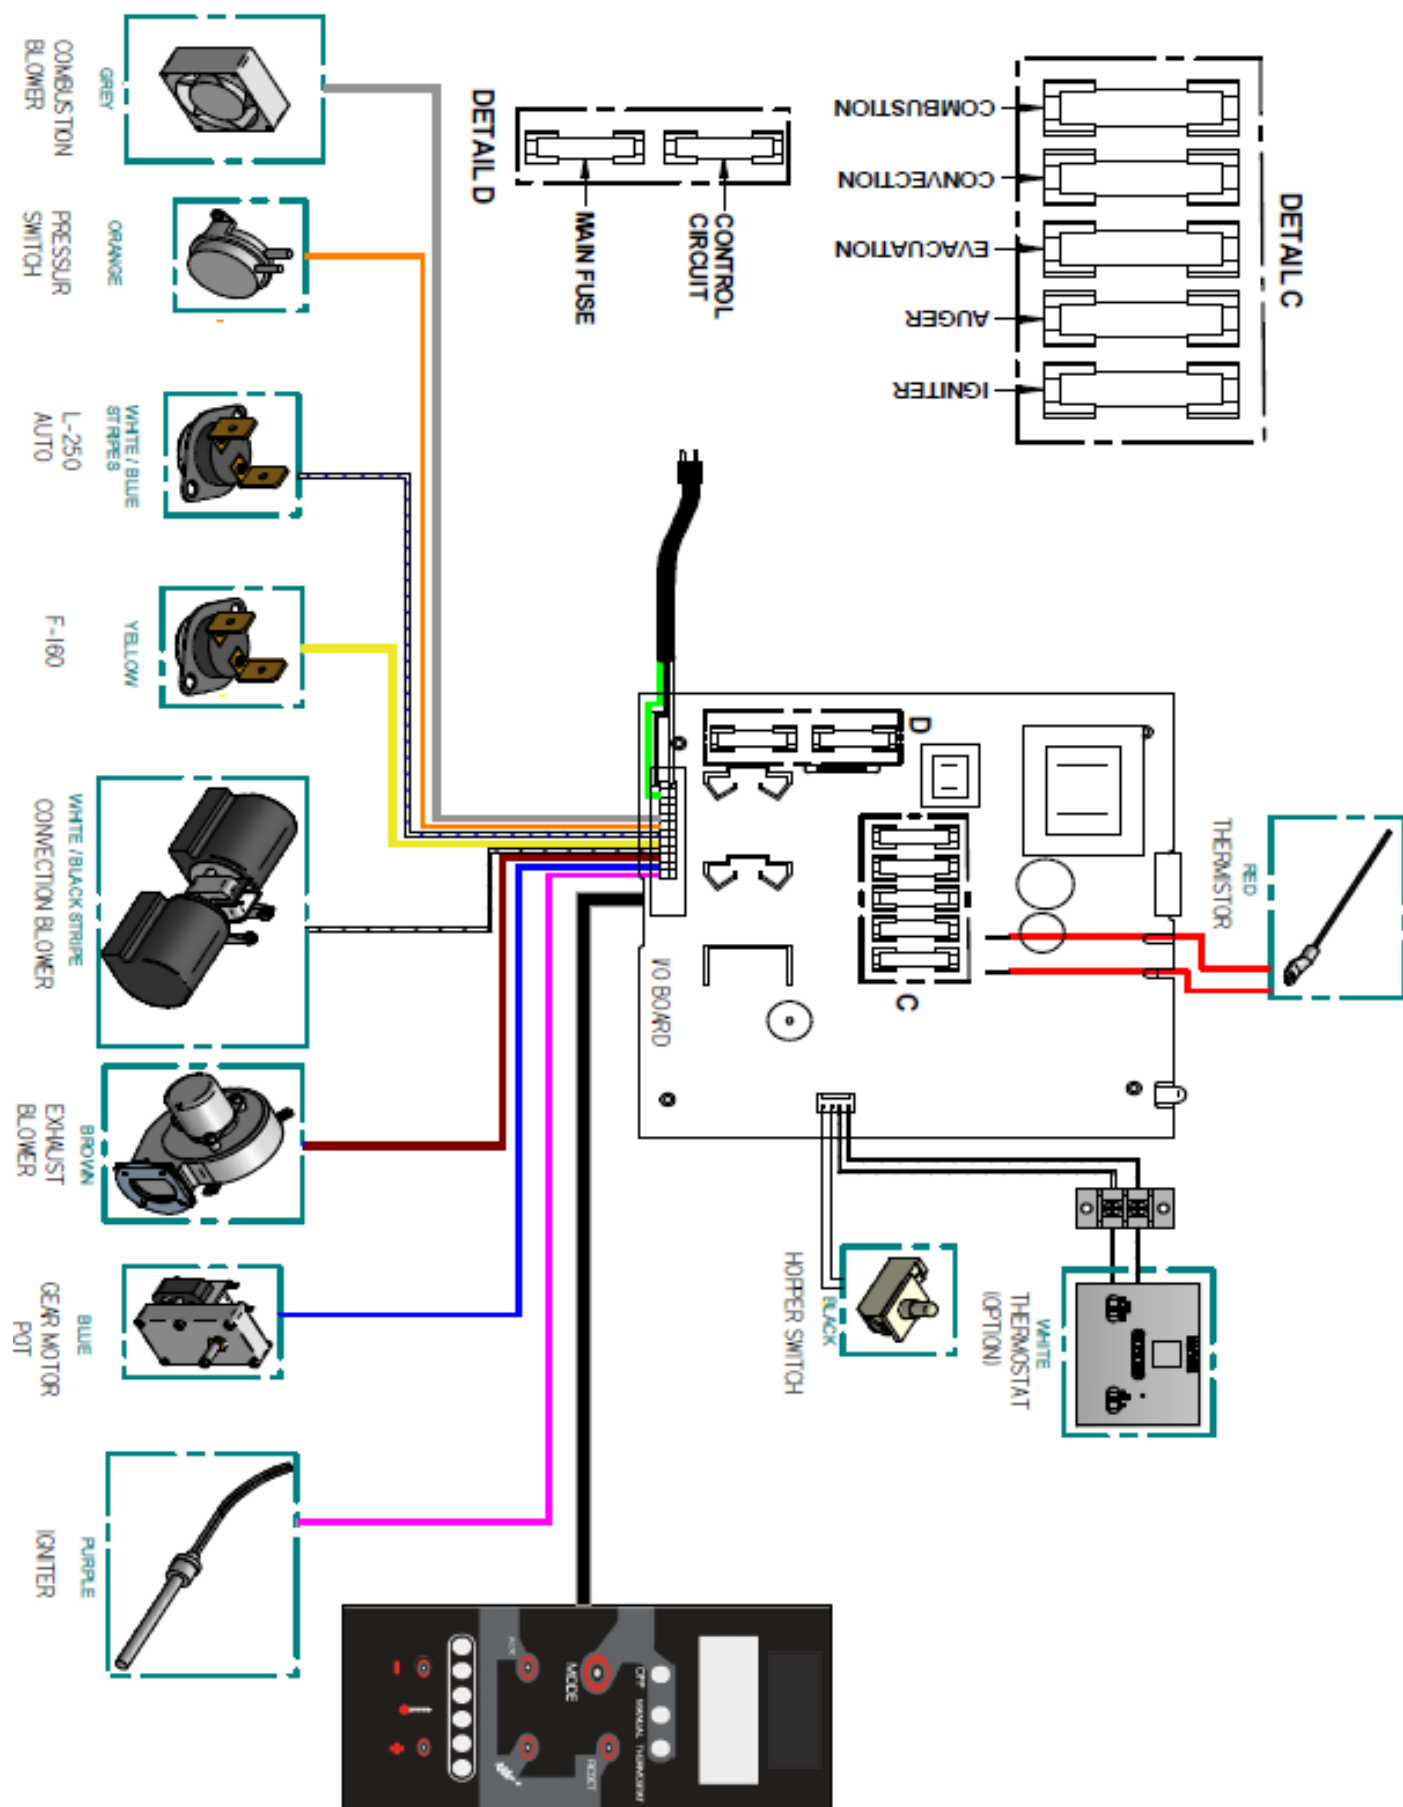 DETAIL C
COMBUSTION
CONVECTION
EVACUATION
AUGER
IGNITER
DETAIL D
CONTROL
CIRCUIT
MAIN FUSE
GREY
COMBUSTION
BLOWER
ORANGE
PRESSUR
SWITCH
WHITE / BLUE
STRIPES
L-250
AUTO
YELLOW
F-160
WHITE / BLACK STRIPE
CONVECTION BLOWER
BROWN
EXHAUST
BLOWER
BLUE
GEAR MOTOR
POT
PURPLE
IGNITER
D
C
I/O BOARD
RED
THERMISTOR
BLACK
HOPPER SWITCH
WHITE
THERMOSTAT
(OPTION)
OFF MANUAL THERMOSTAT
MODE
RESET
AUX